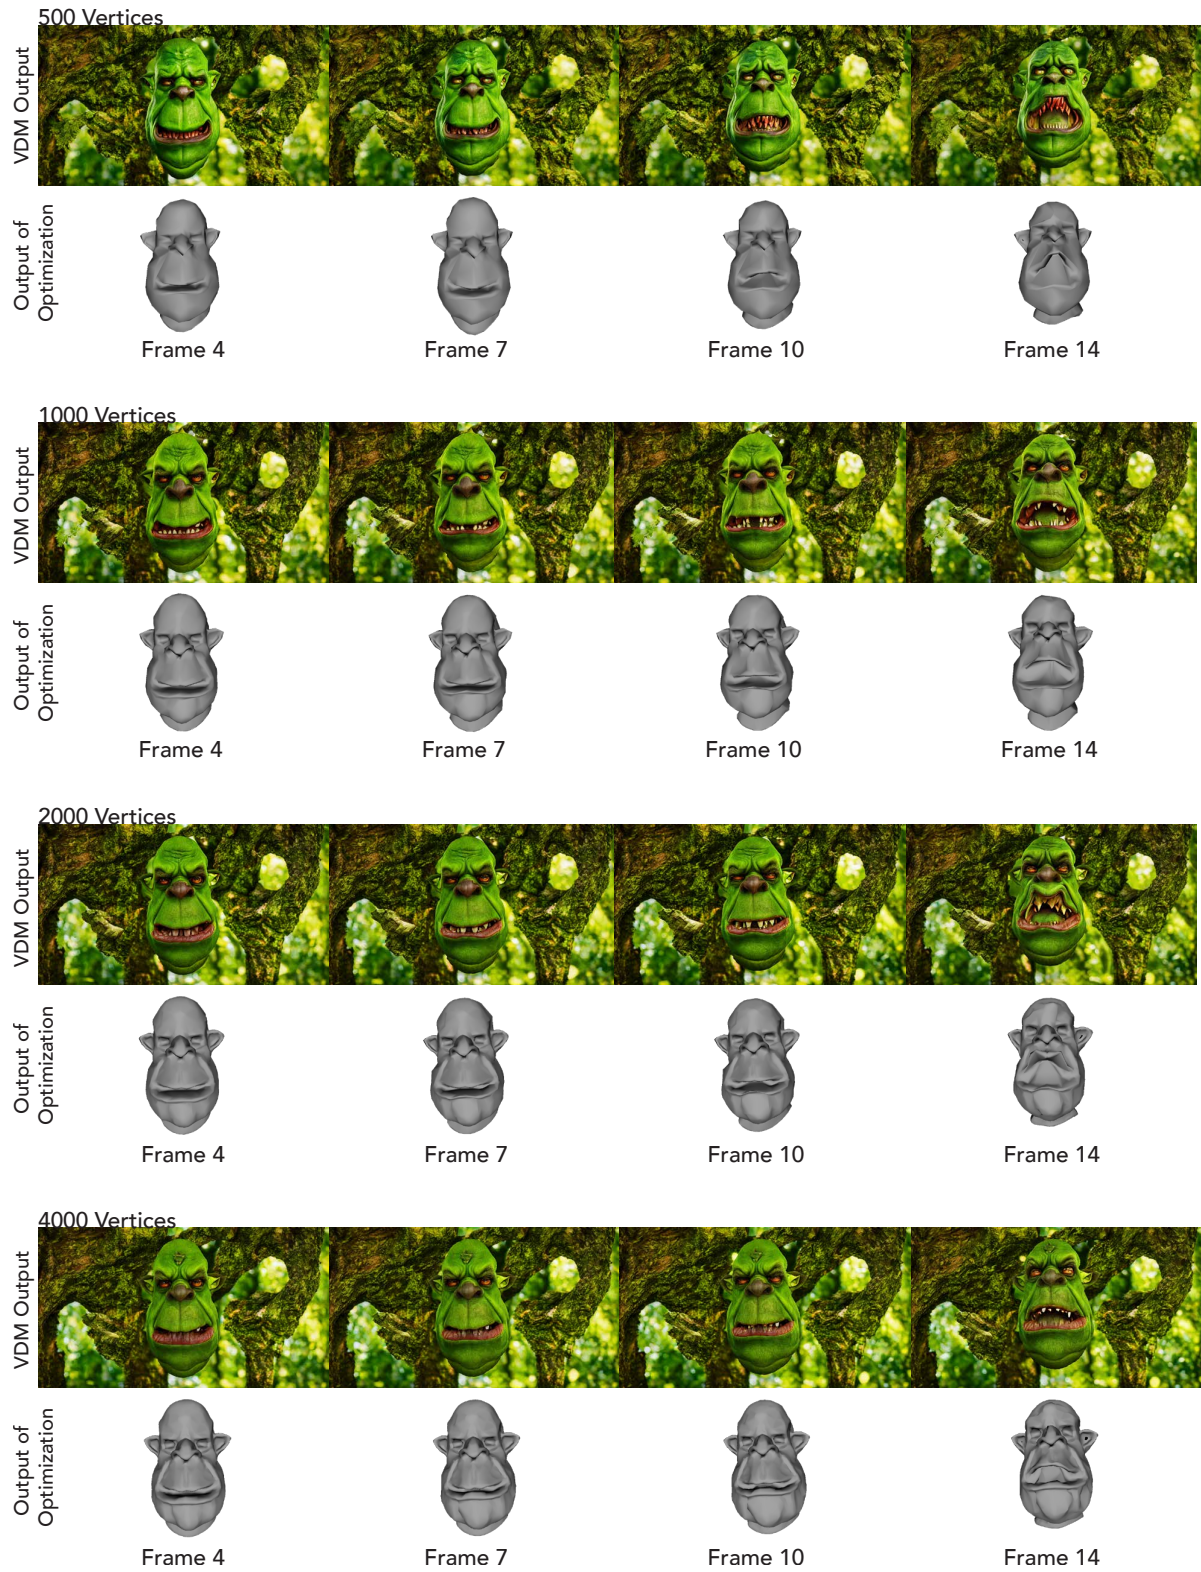 500 Vertices
VDM Output
Output of
Optimization
Frame 4 Frame 7 Frame 10 Frame 14
1000 Vertices
VDM Output
Output of
Optimization
Frame 4 Frame 7 Frame 10 Frame 14
2000 Vertices
VDM Output
Output of
Optimization
Frame 4 Frame 7 Frame 10 Frame 14
4000 Vertices
VDM Output
Output of
Optimization
Frame 4 Frame 7 Frame 10 Frame 14